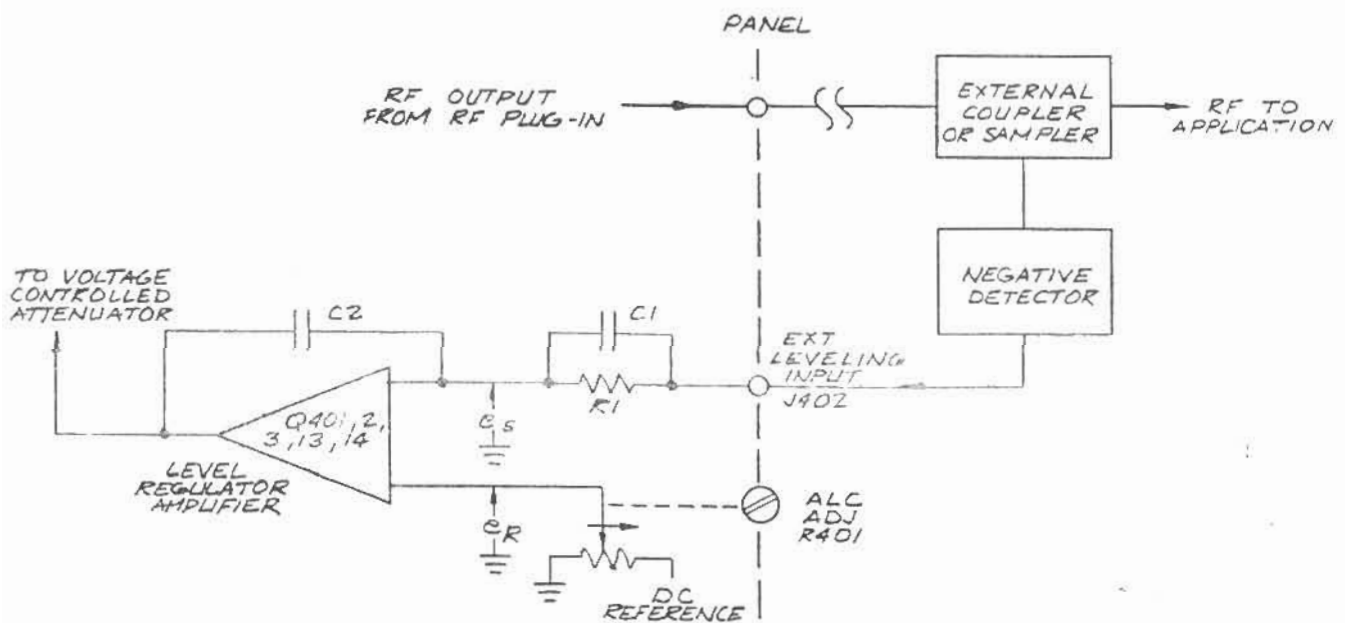 PANEL
RF OUTPUT
FROM RF PLUG-IN
EXTERNAL
COUPLER
OR SAMPLER
RF TO
APPLICATION
NEGATIVE
DETECTOR
TO VOLTAGE
CONTROLLED
ATTENUATOR
C2
C1
EXT
LEVELING
INPUT
J402
R1
Q401,2,
3,13,14
es
LEVEL
REGULATOR
AMPLIFIER
eR
ALC
ADJ
R401
DC
REFERENCE